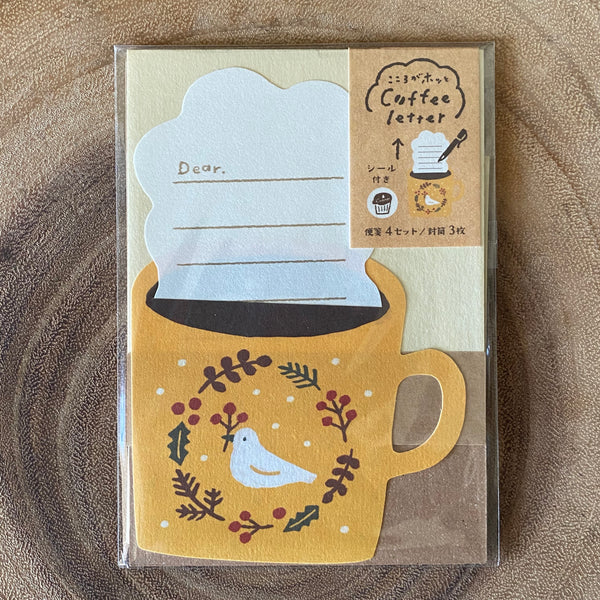 こころがホッと
Coffee
letter
シール
付き
便箋4セット/封筒3枚
Dear.